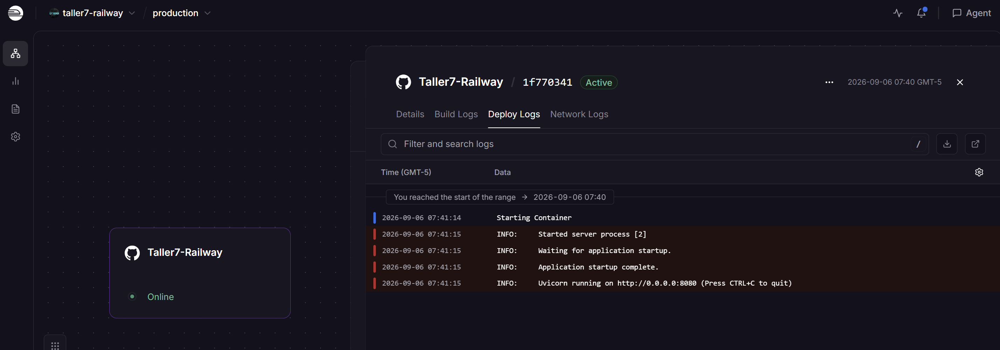 taller7-railway / production
Agent
Taller7-Railway / 1f770341 Active
2026-09-06 07:40 GMT-5
Details Build Logs Deploy Logs Network Logs
Filter and search logs /
Time (GMT-5) Data
You reached the start of the range → 2026-09-06 07:40
2026-09-06 07:41:14 Starting Container
2026-09-06 07:41:15 INFO: Started server process [2]
2026-09-06 07:41:15 INFO: Waiting for application startup.
2026-09-06 07:41:15 INFO: Application startup complete.
2026-09-06 07:41:15 INFO: Uvicorn running on http://0.0.0.0:8080 (Press CTRL+C to quit)
Taller7-Railway
Online